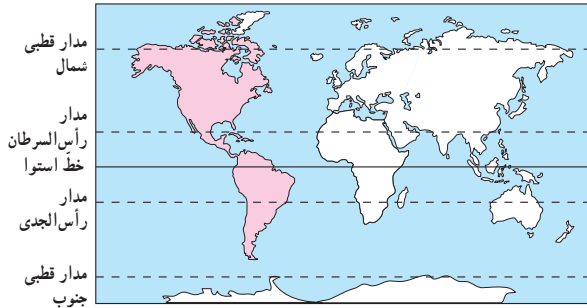 مدار قطبی
شمال
مدار
رأس‌السرطان
خطّ استوا
مدار
رأس‌الجدی
مدار قطبی
جنوب